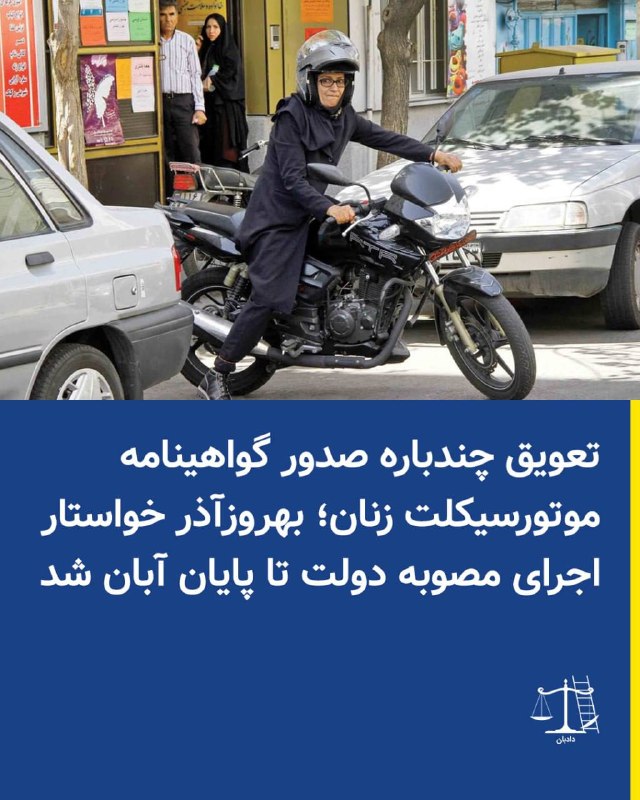 تعویق چندباره صدور گواهینامه
موتورسیکلت زنان؛ بهروزآذر خواستار
اجرای مصوبه دولت تا پایان آبان شد
دادبان